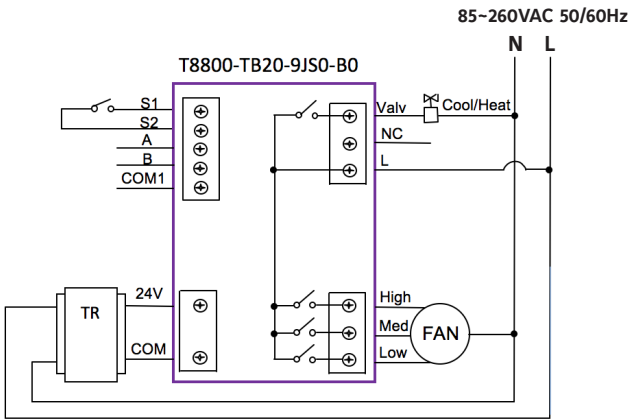 85~260VAC 50/60Hz
N L
T8800-TB20-9JS0-B0
S1
S2
A
B
COM1
Valv
Cool/Heat
NC
L
24V
TR
COM
High
Med
Low
FAN